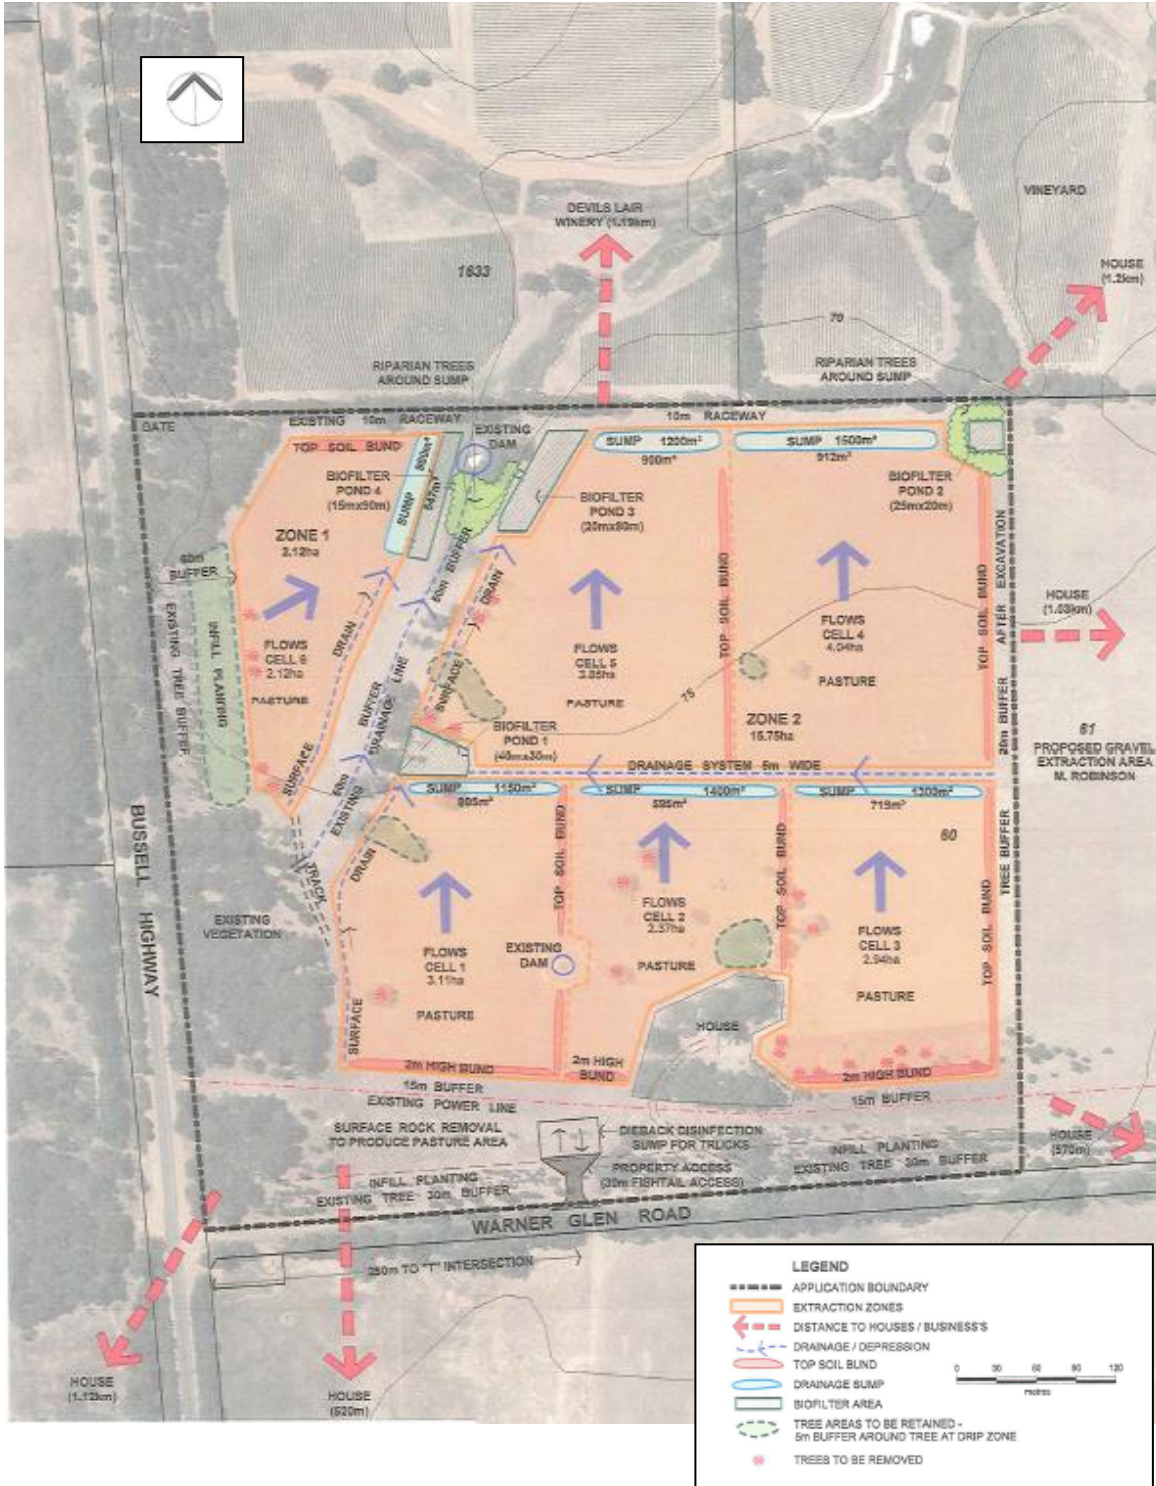 VINEYARD
DEVILS LAIR
WINERY (1.19km)
1633
HOUSE
(1.2km)
70
RIPARIAN TREES
AROUND SUMP
RIPARIAN TREES
AROUND SUMP
GATE
EXISTING 10m RACEWAY
10m RACEWAY
EXISTING
DAM
TOP SOIL BUND
SUMP 1200m²
900m³
SUMP 1500m²
912m³
BIOFILTER
POND 4
(15mx90m)
SUMP
BIOFILTER
POND 3
(20mx80m)
BIOFILTER
POND 2
(25mx20m)
ZONE 1
2.12ha
BUFFER
50m BUFFER
EXISTING TREE BUFFER
INFILL PLANTING
FLOWS
CELL 6
2.12ha
PASTURE
SURFACE DRAIN
50m BUFFER
EXISTING DRAINAGE LINE
SURFACE DRAIN
FLOWS
CELL 5
3.85ha
PASTURE
TOP SOIL BUND
FLOWS
CELL 4
4.04ha
PASTURE
TOP SOIL BUND
20m BUFFER AFTER EXCAVATION
HOUSE
(1.03km)
75
ZONE 2
15.75ha
BIOFILTER
POND 1
(40mx30m)
61
PROPOSED GRAVEL
EXTRACTION AREA
M. ROBINSON
DRAINAGE SYSTEM 5m WIDE
SUMP 1150m²
SUMP 1400m²
595m³
SUMP 1300m²
719m³
60
BUSSELL HIGHWAY
TRACK
SURFACE DRAIN
EXISTING
VEGETATION
FLOWS
CELL 1
3.11ha
PASTURE
TOP SOIL BUND
EXISTING
DAM
FLOWS
CELL 2
2.37ha
PASTURE
TOP SOIL BUND
FLOWS
CELL 3
2.94ha
PASTURE
TOP SOIL BUND
TREE BUFFER
HOUSE
2m HIGH BUND
2m HIGH
BUND
2m HIGH BUND
15m BUFFER
15m BUFFER
EXISTING POWER LINE
SURFACE ROCK REMOVAL
TO PRODUCE PASTURE AREA
DIEBACK DISINFECTION
SUMP FOR TRUCKS
HOUSE
(570m)
INFILL PLANTING
EXISTING TREE 30m BUFFER
PROPERTY ACCESS
(30m FISHTAIL ACCESS)
INFILL PLANTING
EXISTING TREE 30m BUFFER
WARNER GLEN ROAD
250m TO "T" INTERSECTION
HOUSE
(1.12km)
HOUSE
(520m)
LEGEND
APPLICATION BOUNDARY
EXTRACTION ZONES
DISTANCE TO HOUSES / BUSINESS'S
DRAINAGE / DEPRESSION
TOP SOIL BUND
DRAINAGE SUMP
BIOFILTER AREA
TREE AREAS TO BE RETAINED -
5m BUFFER AROUND TREE AT DRIP ZONE
TREES TO BE REMOVED
0 30 60 90 120
metres